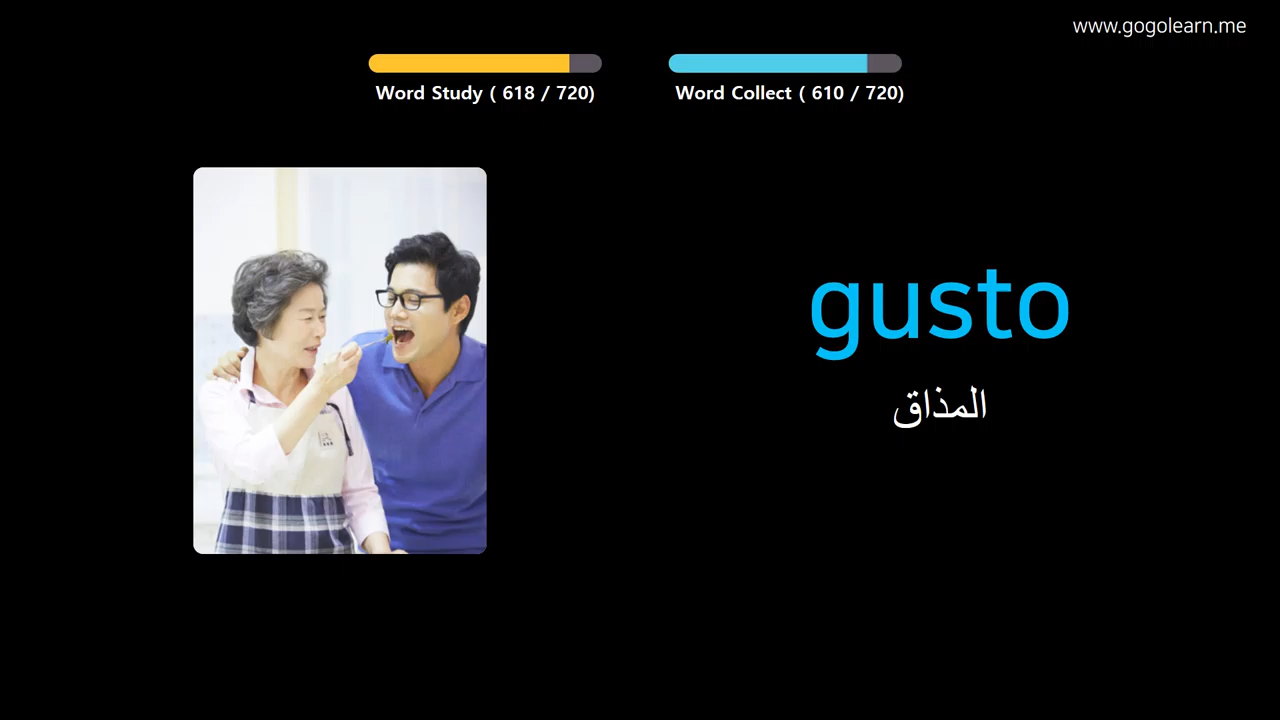 www.gogolearn.me
Word Study ( 618 / 720)
Word Collect ( 610 / 720)
gusto
المذاق